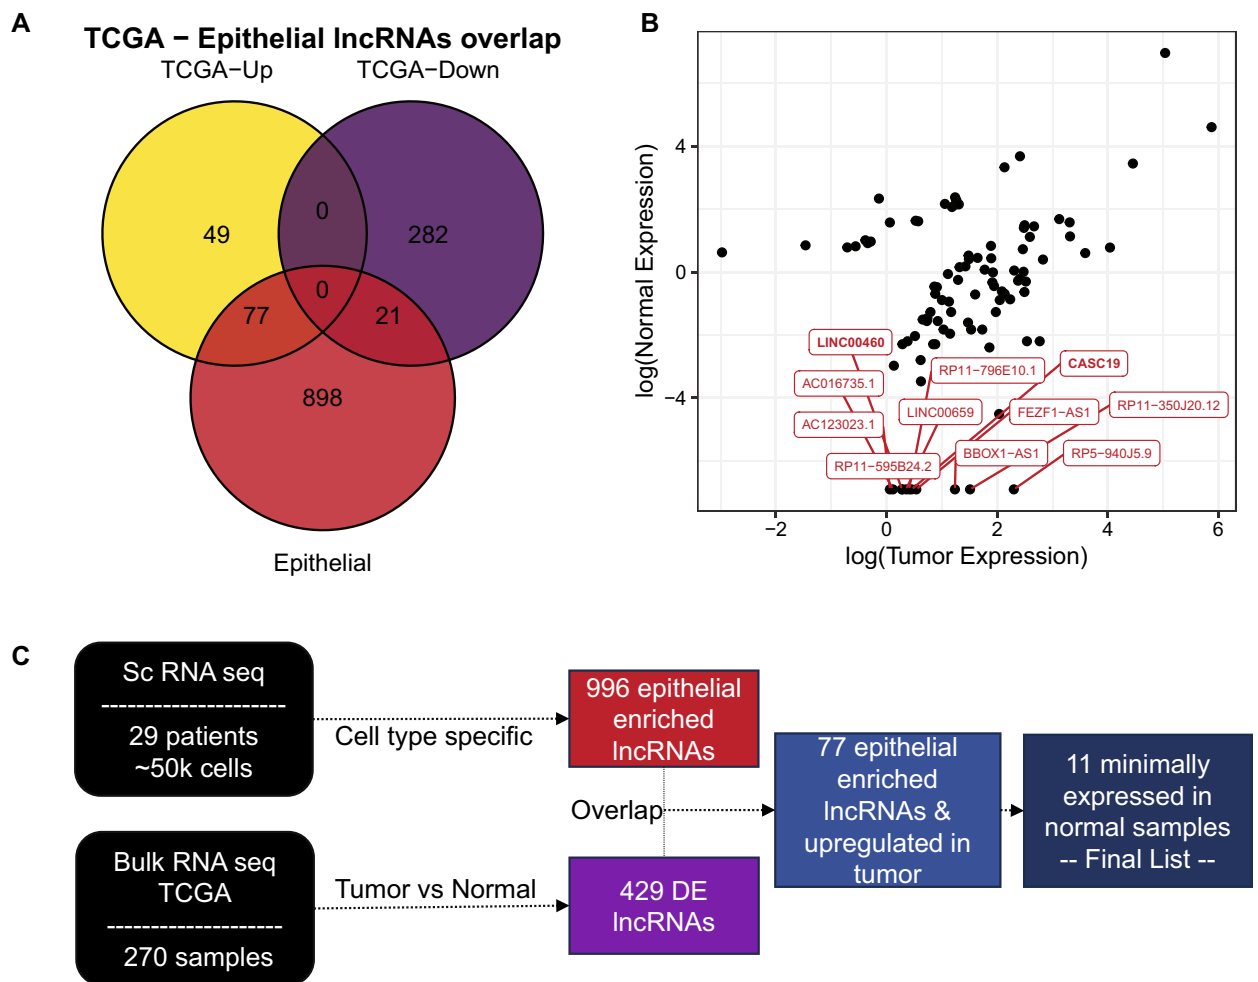 A
TCGA − Epithelial lncRNAs overlap
TCGA−Up
TCGA−Down
0
49
282
0
77
21
898
Epithelial
B
log(Normal Expression)
4
0
−4
LINC00460
CASC19
RP11−796E10.1
AC016735.1
RP11−350J20.12
LINC00659
FEZF1−AS1
AC123023.1
BBOX1−AS1
RP5−940J5.9
RP11−595B24.2
−2
0
2
4
6
log(Tumor Expression)
C
Sc RNA seq
---------------------
29 patients
~50k cells
Cell type specific
996 epithelial
enriched
lncRNAs
Overlap
Bulk RNA seq
TCGA
--------------------
270 samples
Tumor vs Normal
429 DE
lncRNAs
77 epithelial
enriched
lncRNAs &
upregulated in
tumor
11 minimally
expressed in
normal samples
-- Final List --